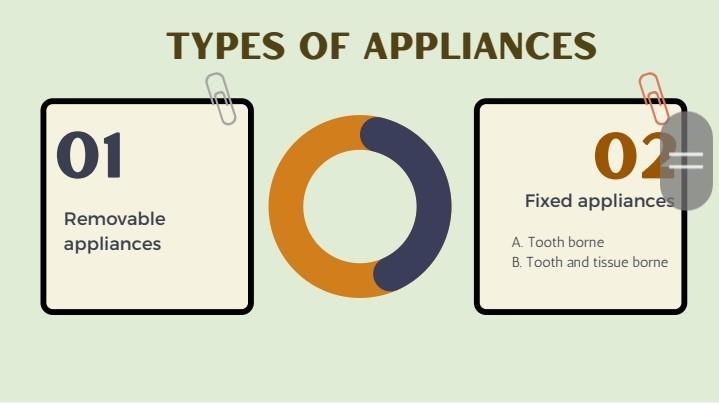 TYPES OF APPLIANCES
01
Removable
appliances
02
Fixed appliances
A. Tooth borne
B. Tooth and tissue borne